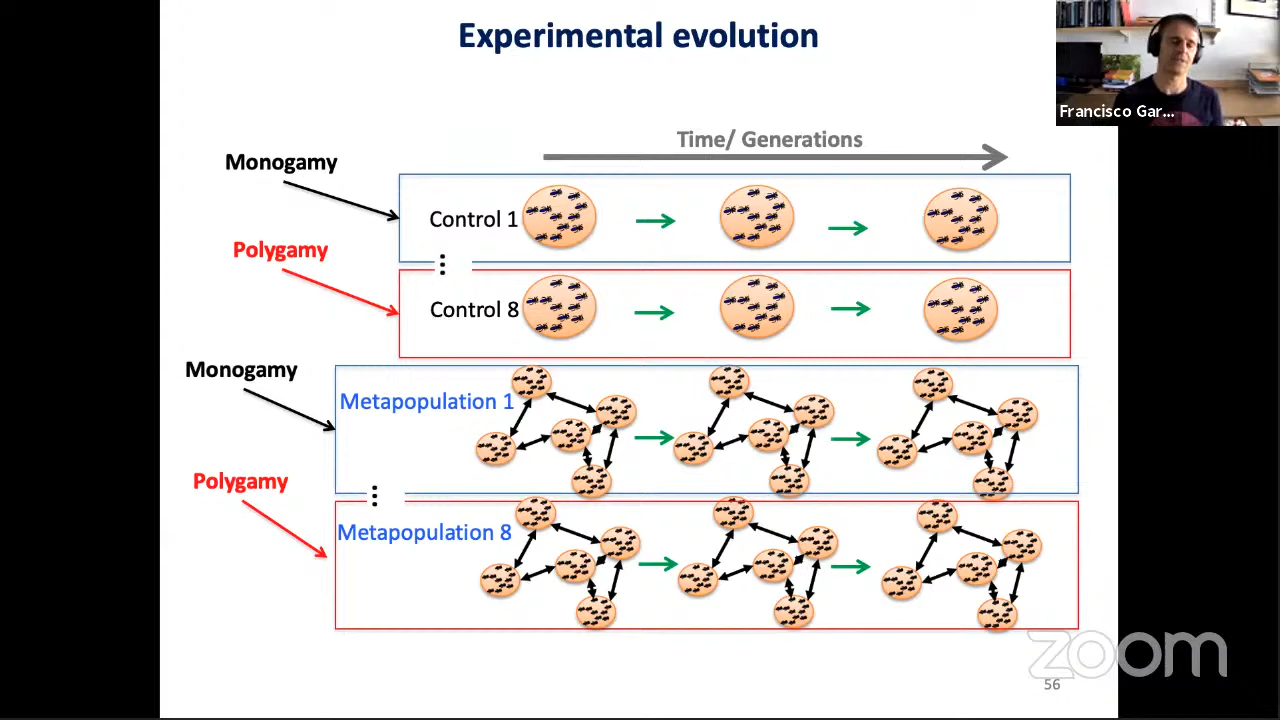 Experimental evolution
Francisco Gar...
Time/ Generations
Monogamy
Control 1
Polygamy
Control 8
Monogamy
Metapopulation 1
Polygamy
Metapopulation 8
zoom
56